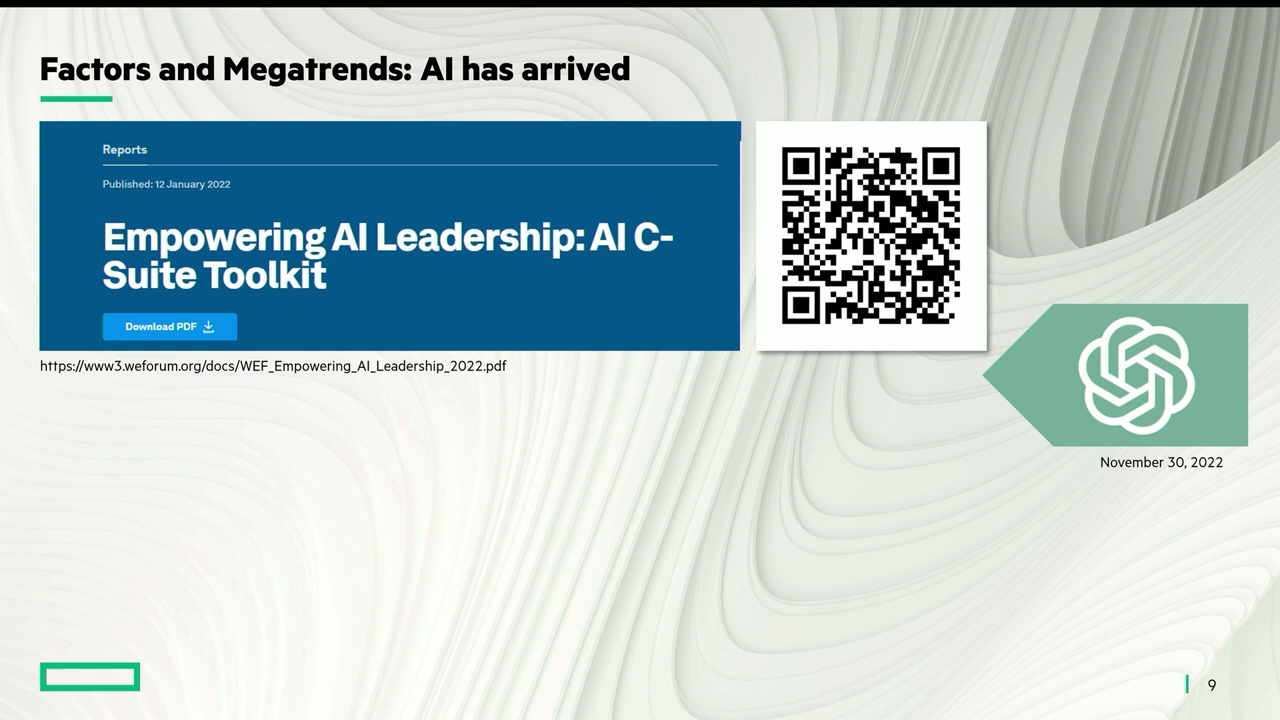 Factors and Megatrends: AI has arrived
Reports
Published: 12 January 2022
Empowering AI Leadership: AI C-
Suite Toolkit
Download PDF
https://www3.weforum.org/docs/WEF_Empowering_AI_Leadership_2022.pdf
November 30, 2022
9